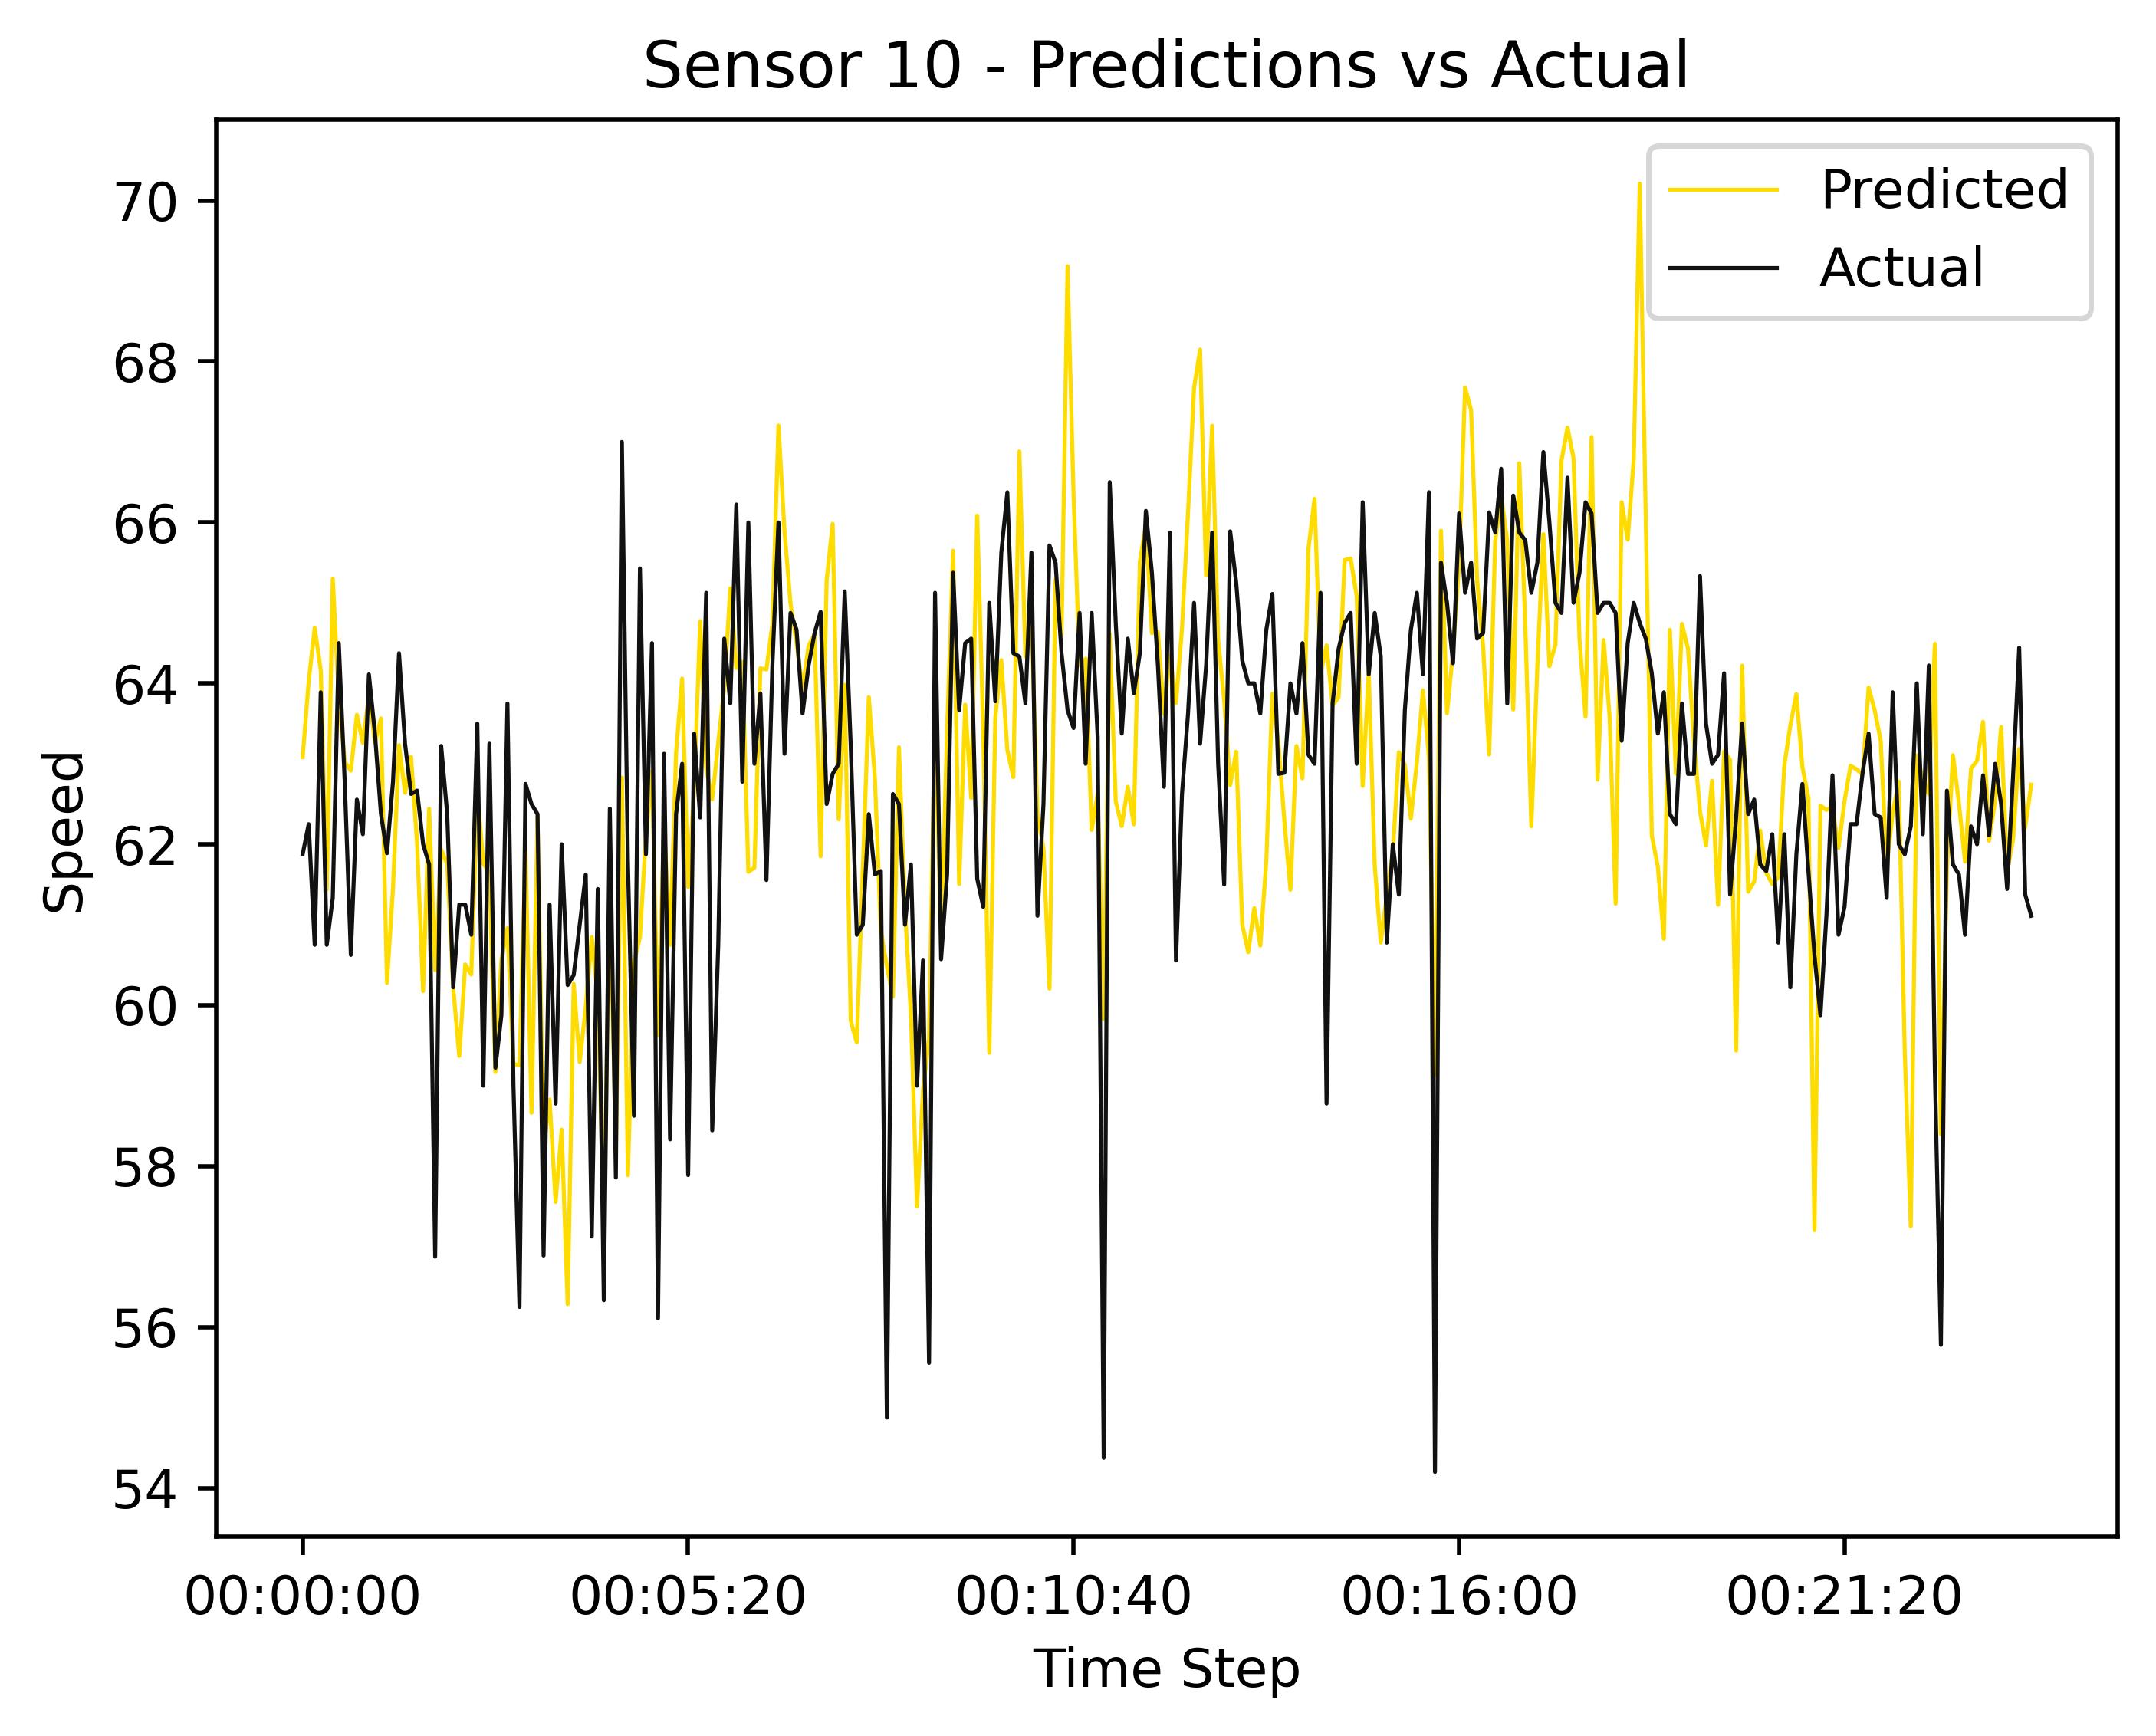 Sensor 10 - Predictions vs Actual
Predicted
Actual
70
68
66
64
62
60
58
56
54
Speed
00:00:00 00:05:20 00:10:40 00:16:00 00:21:20
Time Step